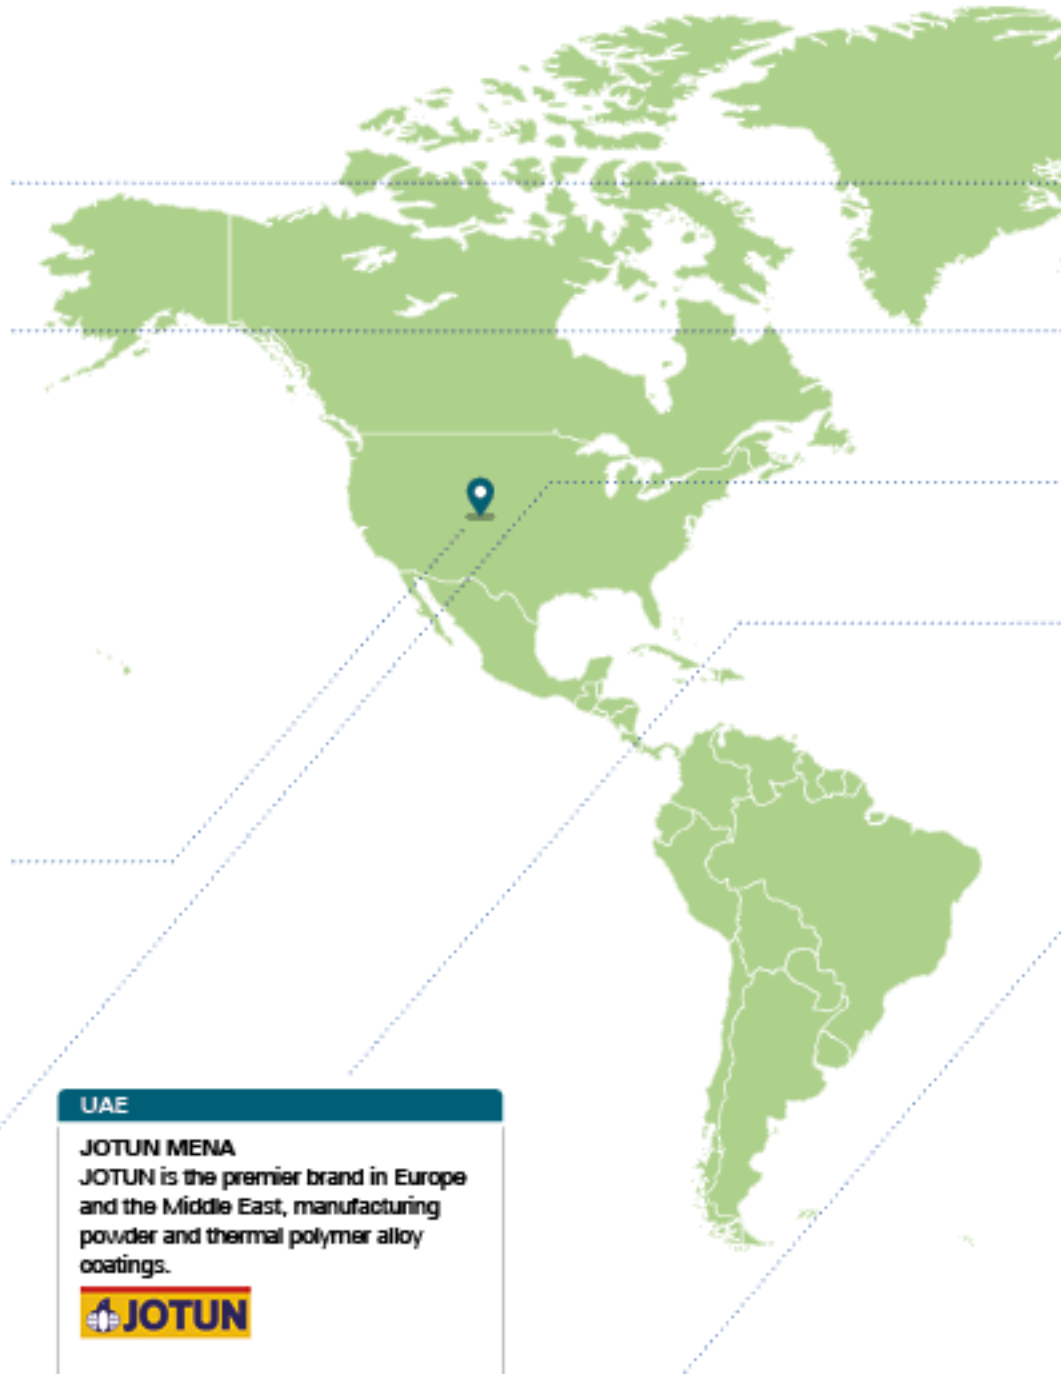 UAE
JOTUN MENA
JOTUN is the premier brand in Europe
and the Middle East, manufacturing
powder and thermal polymer alloy
coatings.
JOTUN